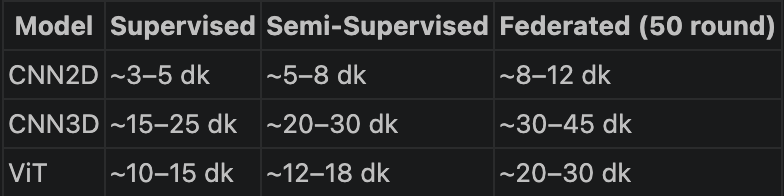 Model Supervised Semi-Supervised Federated (50 round)
CNN2D ~3–5 dk ~5–8 dk ~8–12 dk
CNN3D ~15–25 dk ~20–30 dk ~30–45 dk
ViT ~10–15 dk ~12–18 dk ~20–30 dk